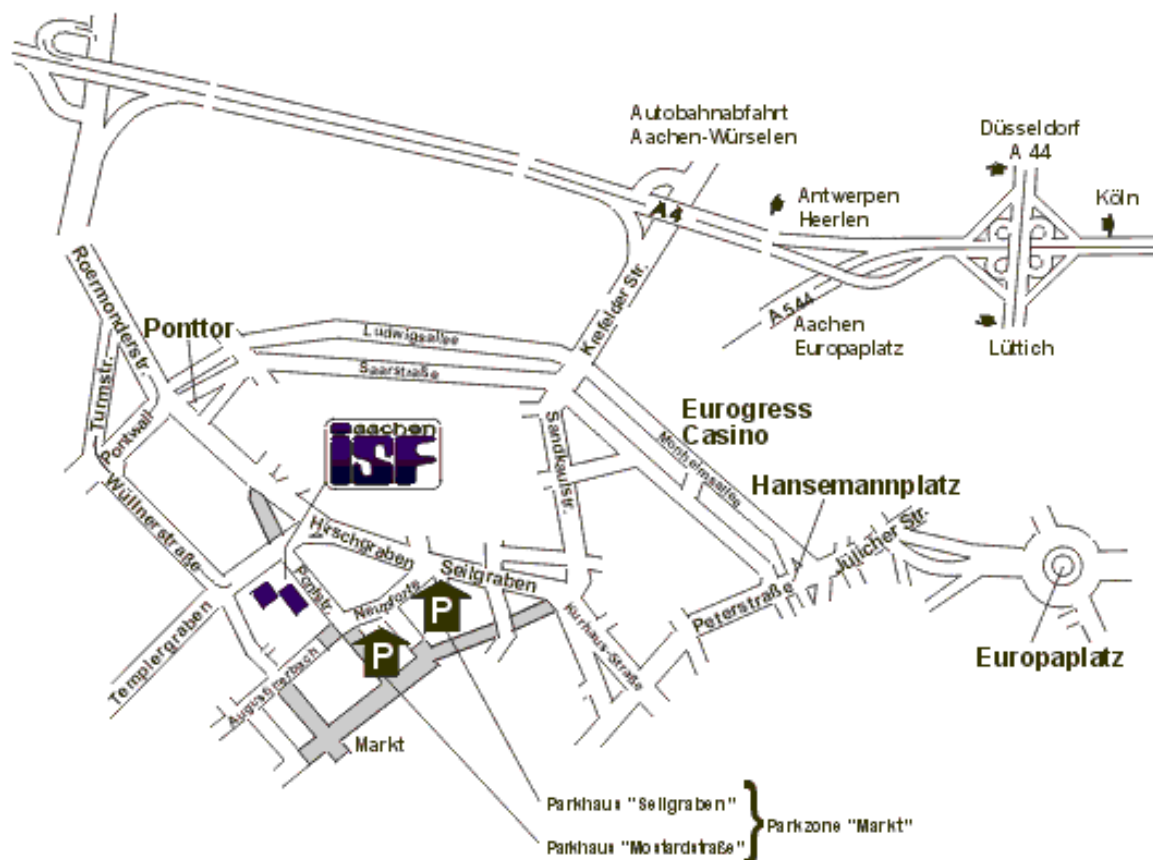 Autobahnabfahrt
Aachen-Würselen
Düsseldorf
A 44
Antwerpen
Heerlen
Köln
A4
A 544
Aachen
Europaplatz
Lüttich
Krefelder Str.
Roermonderstr.
Ponttor
Ludwigsallee
Saarstraße
Turmstr.
Pontwall
aachen
isf
Eurogress
Casino
Monheimsallee
Sandkaulstr.
Hansemannplatz
Wüllnerstraße
Hirschgraben
Seilgraben
Jülicher Str.
Pontstr.
Neupforte
P
P
Peterstraße
Kurhaus-Straße
Templergraben
Augustinerbach
Europaplatz
Markt
Parkhaus "Seilgraben"
Parkzone "Markt"
Parkhaus "Mostardstraße"